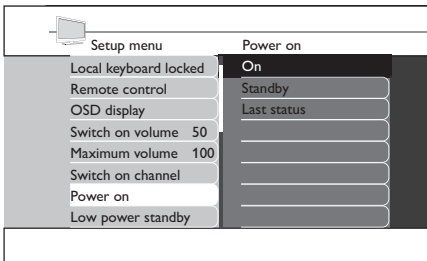 Setup menu
Local keyboard locked
Remote control
OSD display
Switch on volume 50
Maximum volume 100
Switch on channel
Power on
Low power standby
Power on
On
Standby
Last status